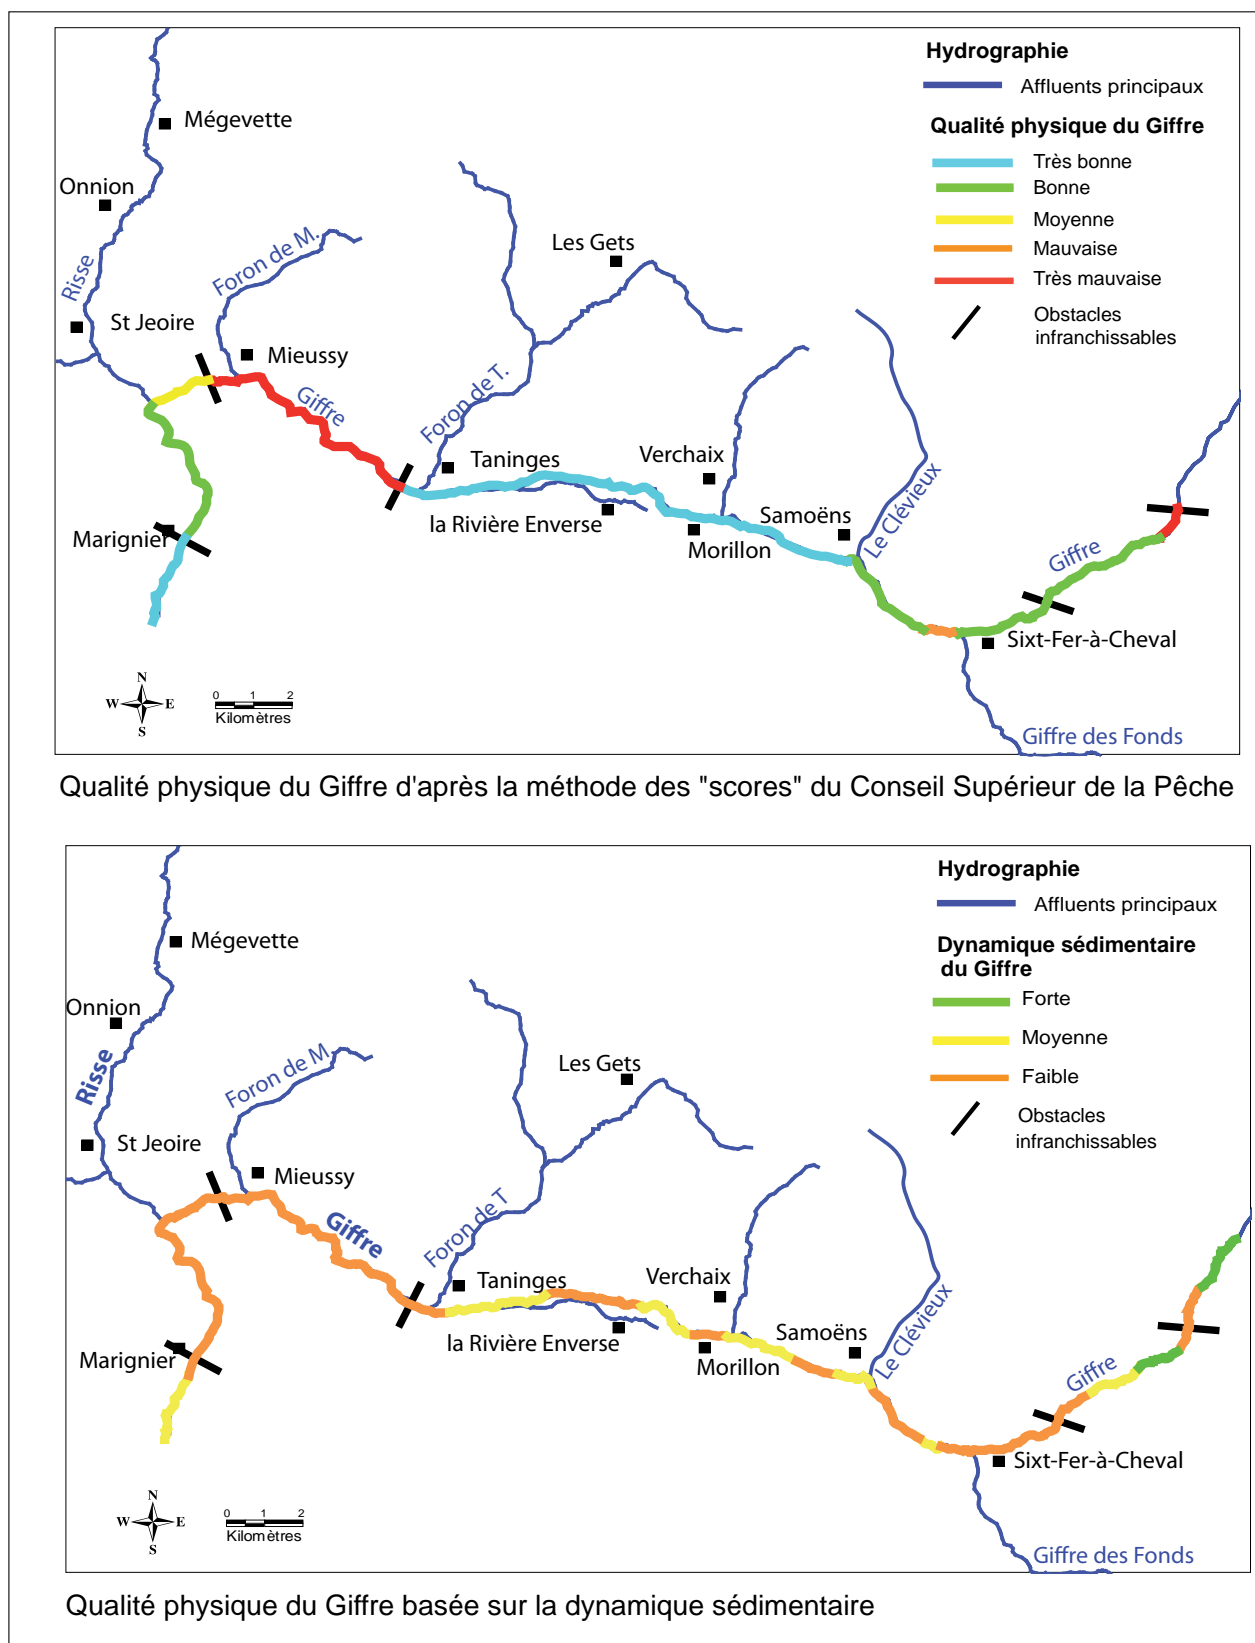 Hydrographie
Affluents principaux
Qualité physique du Giffre
Très bonne
Bonne
Moyenne
Mauvaise
Très mauvaise
Obstacles
infranchissables
Mégevette
Onnion
Risse
Foron de M.
Les Gets
St Jeoire
Mieussy
Giffre
Foron de T.
Taninges
Verchaix
la Rivière Enverse
Morillon
Samoëns
Le Clévieux
Marignier
Giffre
Sixt-Fer-à-Cheval
Giffre des Fonds
N
W E
S
0 1 2
Kilomètres
Qualité physique du Giffre d'après la méthode des "scores" du Conseil Supérieur de la Pêche
Hydrographie
Affluents principaux
Dynamique sédimentaire
du Giffre
Forte
Moyenne
Faible
Obstacles
infranchissables
Mégevette
Onnion
Risse
Foron de M.
Les Gets
St Jeoire
Mieussy
Giffre
Foron de T
Taninges
Verchaix
la Rivière Enverse
Morillon
Samoëns
Le Clévieux
Marignier
Giffre
Sixt-Fer-à-Cheval
Giffre des Fonds
N
W E
S
0 1 2
Kilomètres
Qualité physique du Giffre basée sur la dynamique sédimentaire